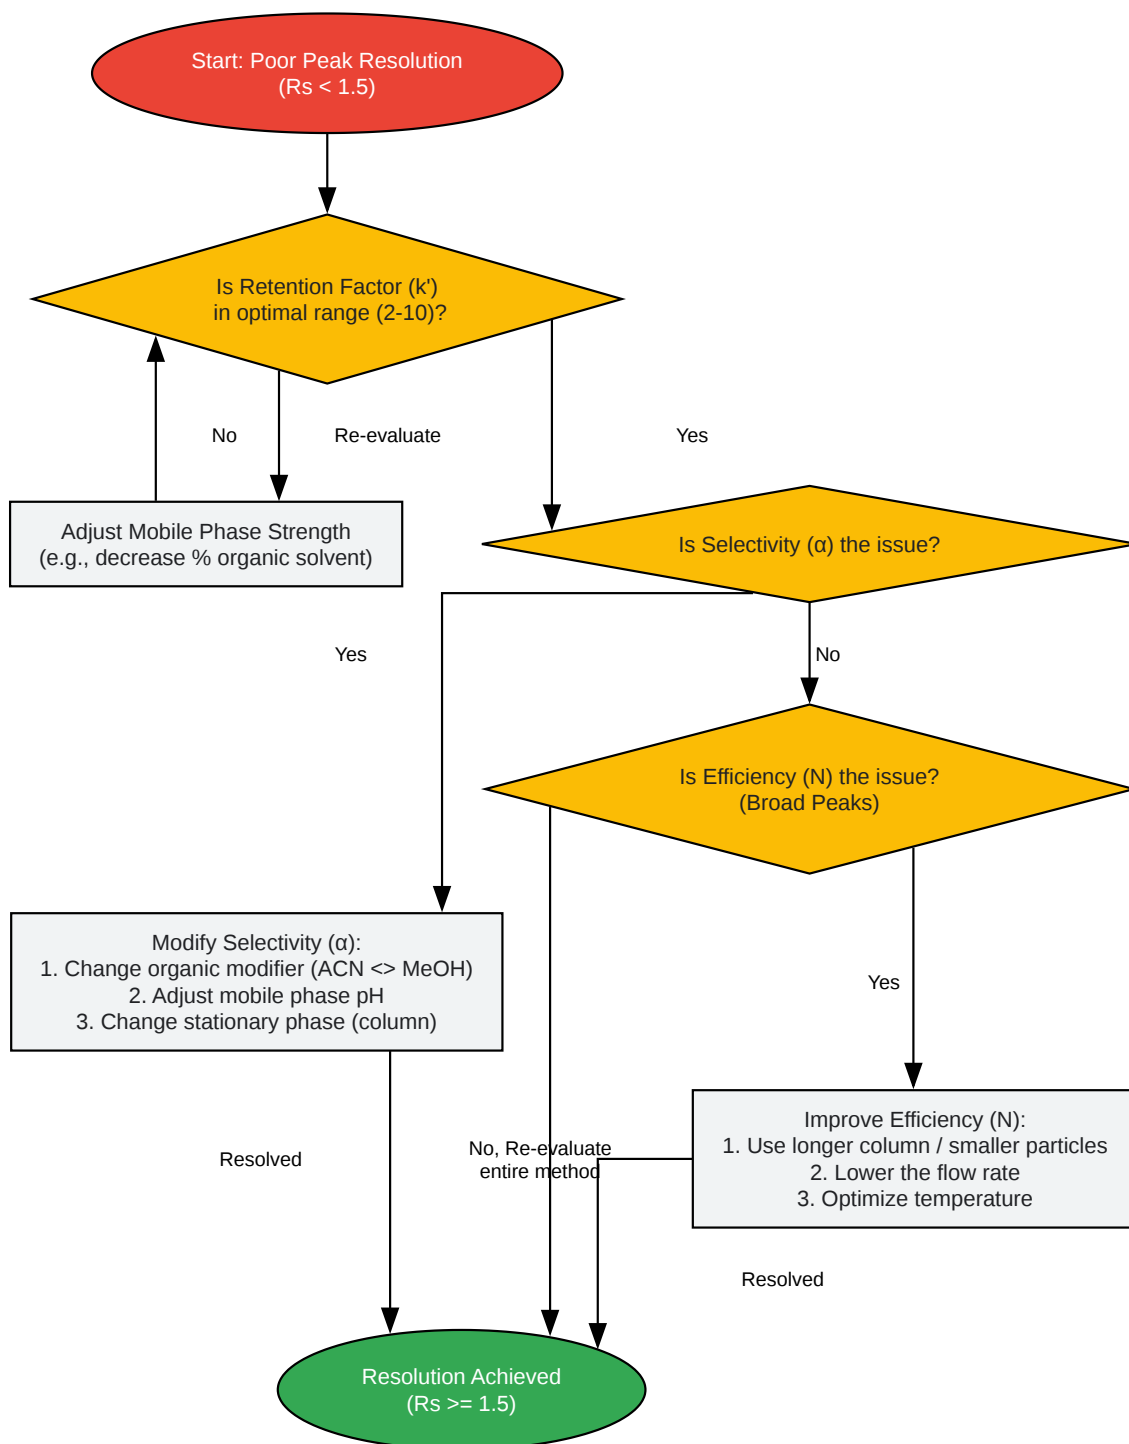 Start: Poor Peak Resolution
(Rs < 1.5)
Is Retention Factor (k')
in optimal range (2-10)?
No
Re-evaluate
Yes
Adjust Mobile Phase Strength
(e.g., decrease % organic solvent)
Is Selectivity (α) the issue?
Yes
No
Is Efficiency (N) the issue?
(Broad Peaks)
Modify Selectivity (α):
1. Change organic modifier (ACN <> MeOH)
2. Adjust mobile phase pH
3. Change stationary phase (column)
Yes
Resolved
No, Re-evaluate
entire method
Improve Efficiency (N):
1. Use longer column / smaller particles
2. Lower the flow rate
3. Optimize temperature
Resolved
Resolution Achieved
(Rs >= 1.5)